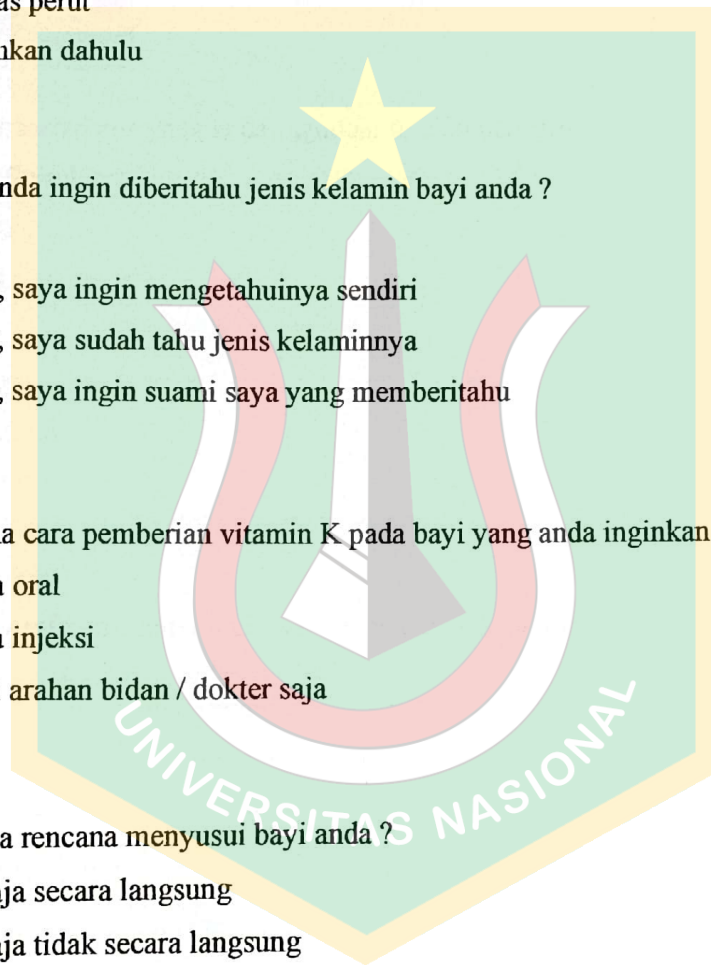 as perut
nkan dahulu
nda ingin diberitahu jenis kelamin bayi anda ?
, saya ingin mengetahuinya sendiri
, saya sudah tahu jenis kelaminnya
, saya ingin suami saya yang memberitahu
a cara pemberian vitamin K pada bayi yang anda inginkan
oral
injeksi
arahan bidan / dokter saja
UNIVERSITAS NASIONAL
a rencana menyusui bayi anda ?
ja secara langsung
ja tidak secara langsung